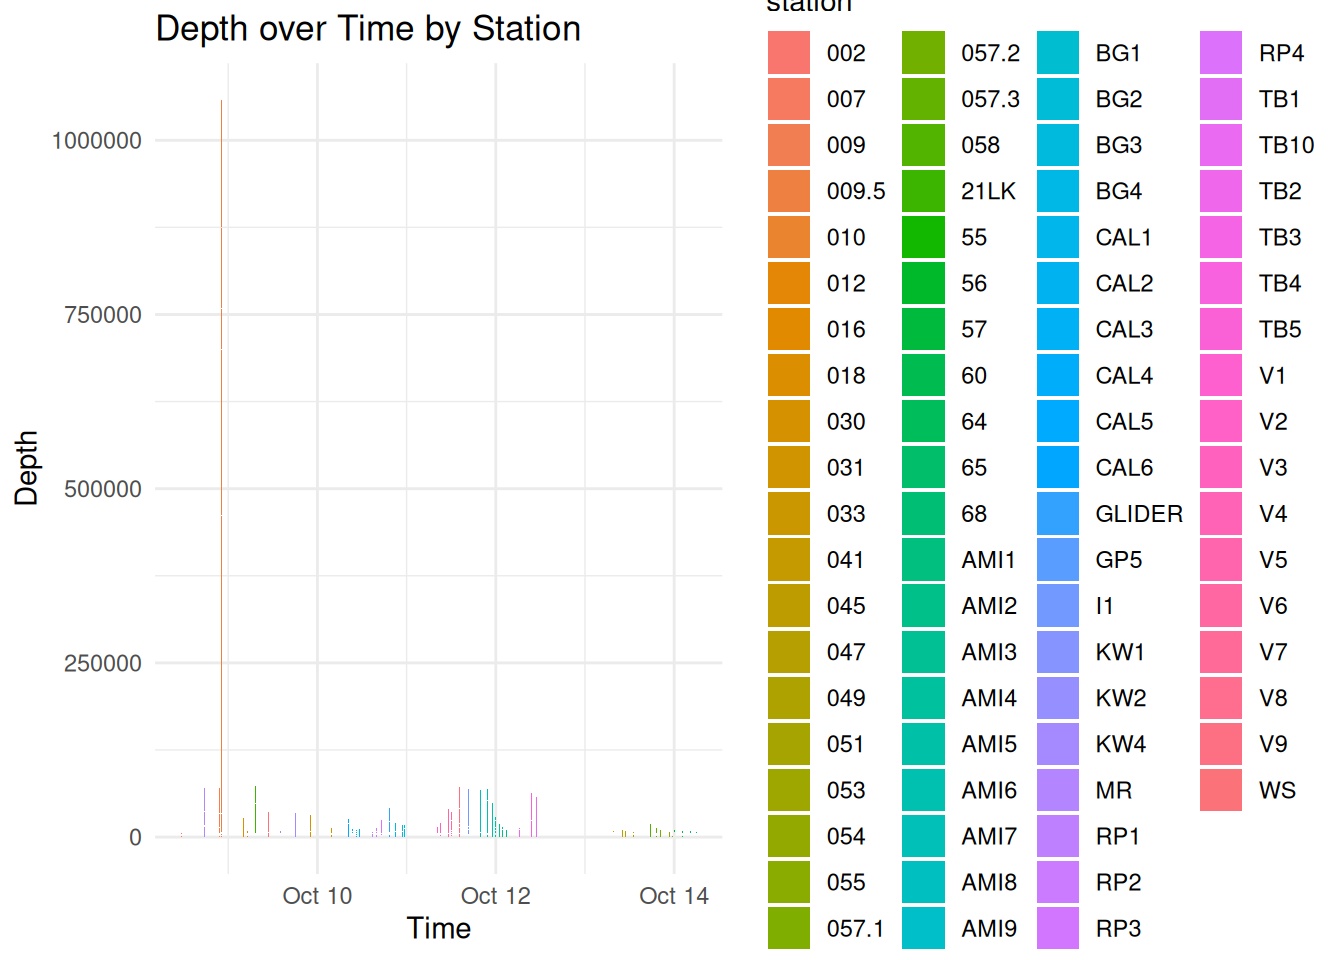 Depth over Time by Station
station
1000000
750000
500000
250000
0
Depth
Oct 10
Oct 12
Oct 14
Time
002
007
009
009.5
010
012
016
018
030
031
033
041
045
047
049
051
053
054
055
057.1
057.2
057.3
058
21LK
55
56
57
60
64
65
68
AMI1
AMI2
AMI3
AMI4
AMI5
AMI6
AMI7
AMI8
AMI9
BG1
BG2
BG3
BG4
CAL1
CAL2
CAL3
CAL4
CAL5
CAL6
GLIDER
GP5
I1
KW1
KW2
KW4
MR
RP1
RP2
RP3
RP4
TB1
TB10
TB2
TB3
TB4
TB5
V1
V2
V3
V4
V5
V6
V7
V8
V9
WS